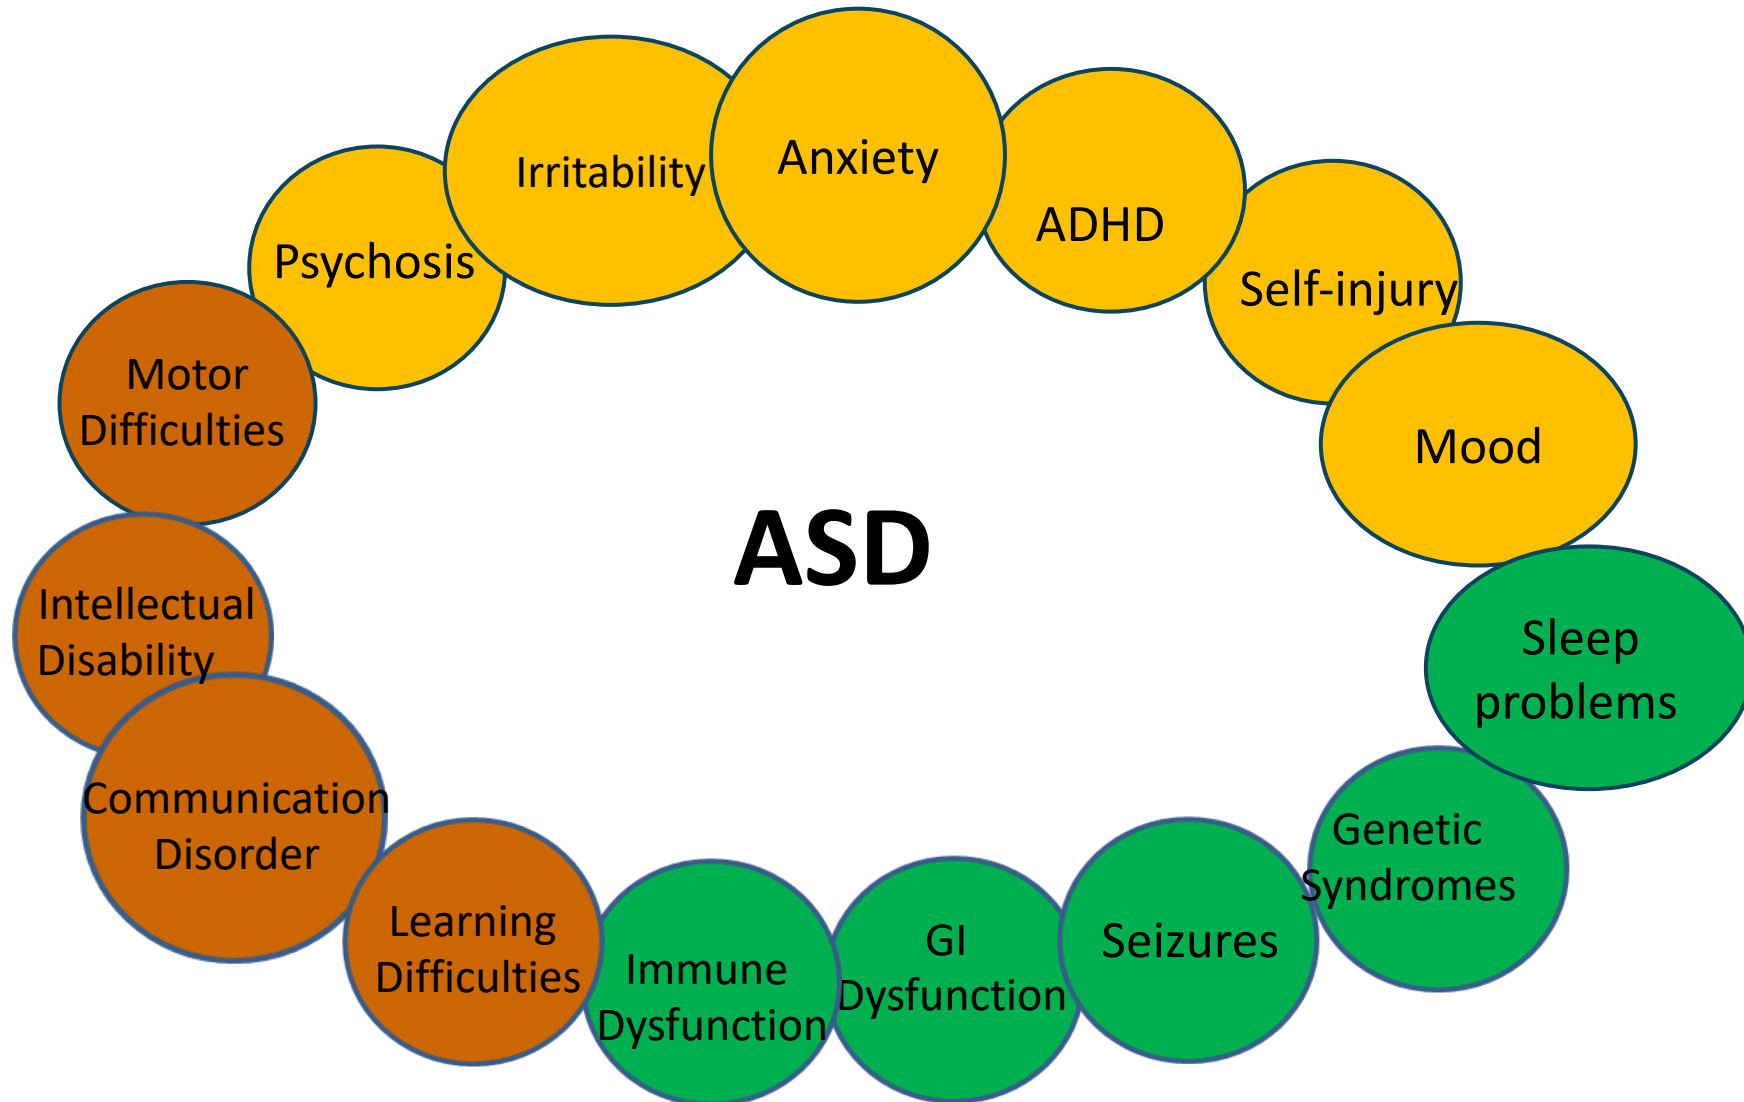 Anxiety
Irritability
ADHD
Psychosis
Self-injury
Motor
Difficulties
Mood
ASD
Intellectual
Disability
Sleep
problems
Communication
Disorder
Genetic
Syndromes
Learning
Difficulties
Immune
Dysfunction
GI
Dysfunction
Seizures